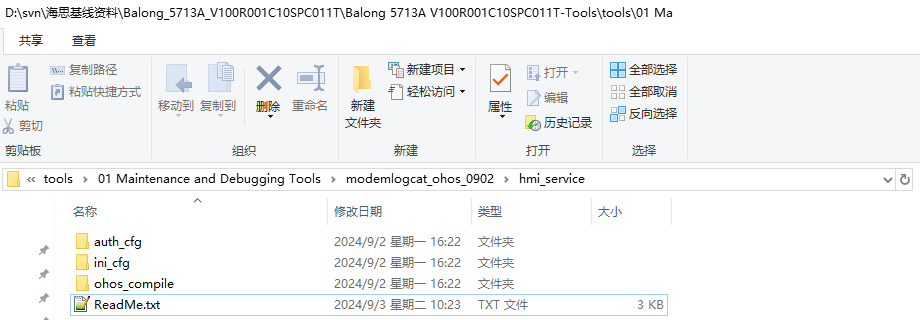 D:\svn\海思基线资料\Balong_5713A_V100R001C10SPC011T\Balong 5713A V100R001C10SPC011T-Tools\tools\01 Ma
共享 查看
粘贴 复制路径 粘贴快捷方式 剪切 移动到 复制到 删除 重命名 新建文件夹 新建项目 轻松访问 属性 打开 编辑 历史记录 全部选择 全部取消 反向选择
剪贴板 组织 新建 打开 选择
« tools › 01 Maintenance and Debugging Tools › modemlogcat_ohos_0902 › hmi_service
名称 修改日期 类型 大小
auth_cfg 2024/9/2 星期一 16:22 文件夹
ini_cfg 2024/9/2 星期一 16:22 文件夹
ohos_compile 2024/9/2 星期一 16:22 文件夹
ReadMe.txt 2024/9/3 星期二 10:23 TXT 文件 3 KB